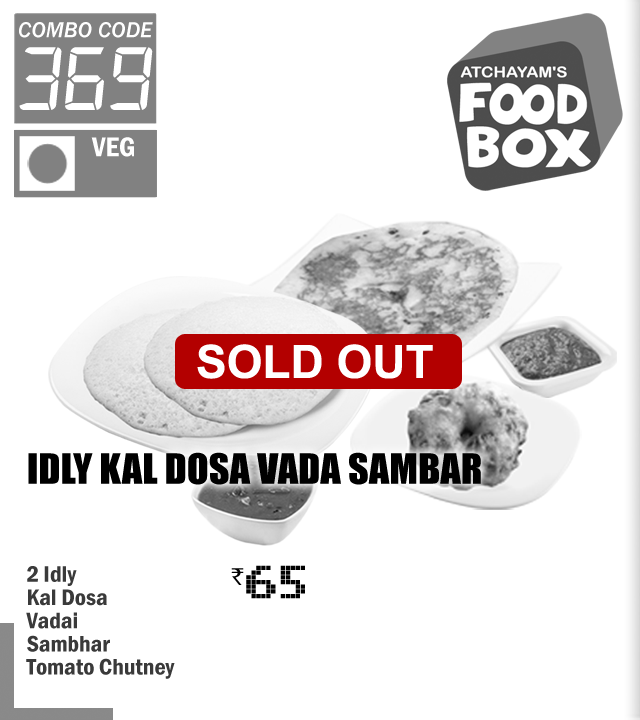 COMBO CODE
369
VEG
ATCHAYAM'S
FOOD
BOX
SOLD OUT
IDLY KAL DOSA VADA SAMBAR
2 Idly
Kal Dosa
Vadai
Sambhar
Tomato Chutney
₹65